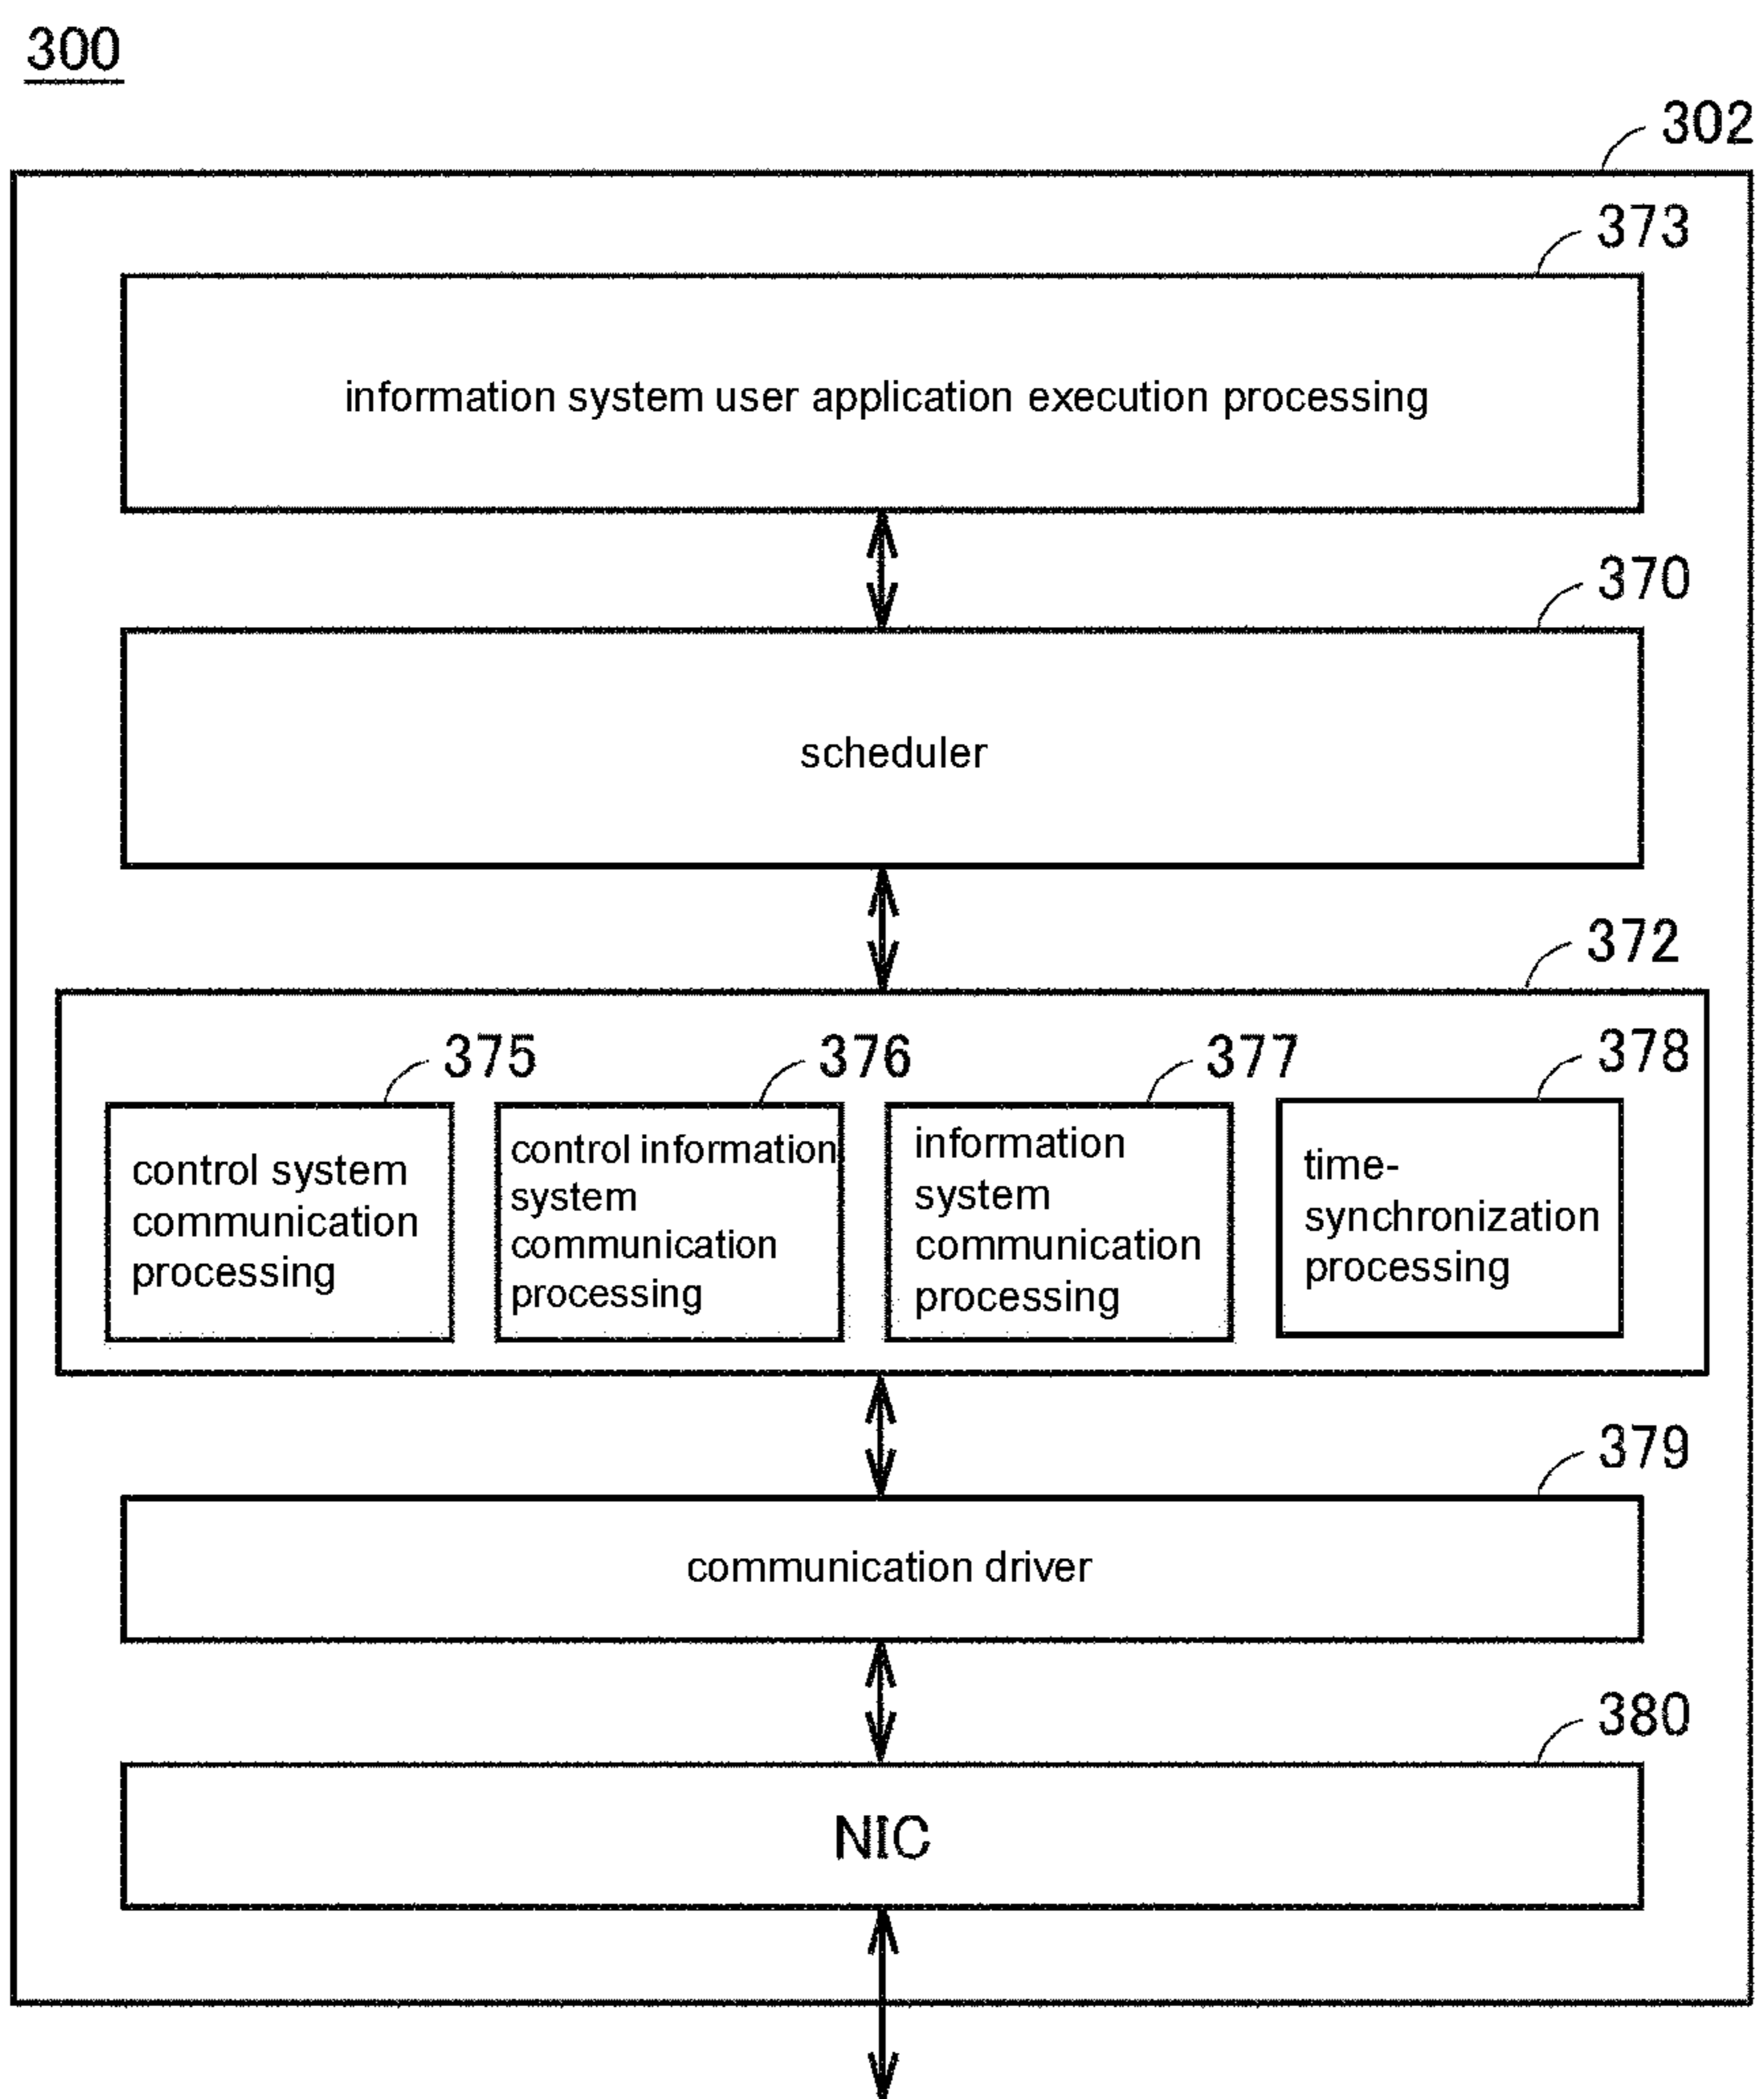 300
302
373
information system user application execution processing
370
scheduler
372
375
control system
communication
processing
376
control information
system
communication
processing
377
information
system
communication
processing
378
time-
synchronization
processing
379
communication driver
380
NIC